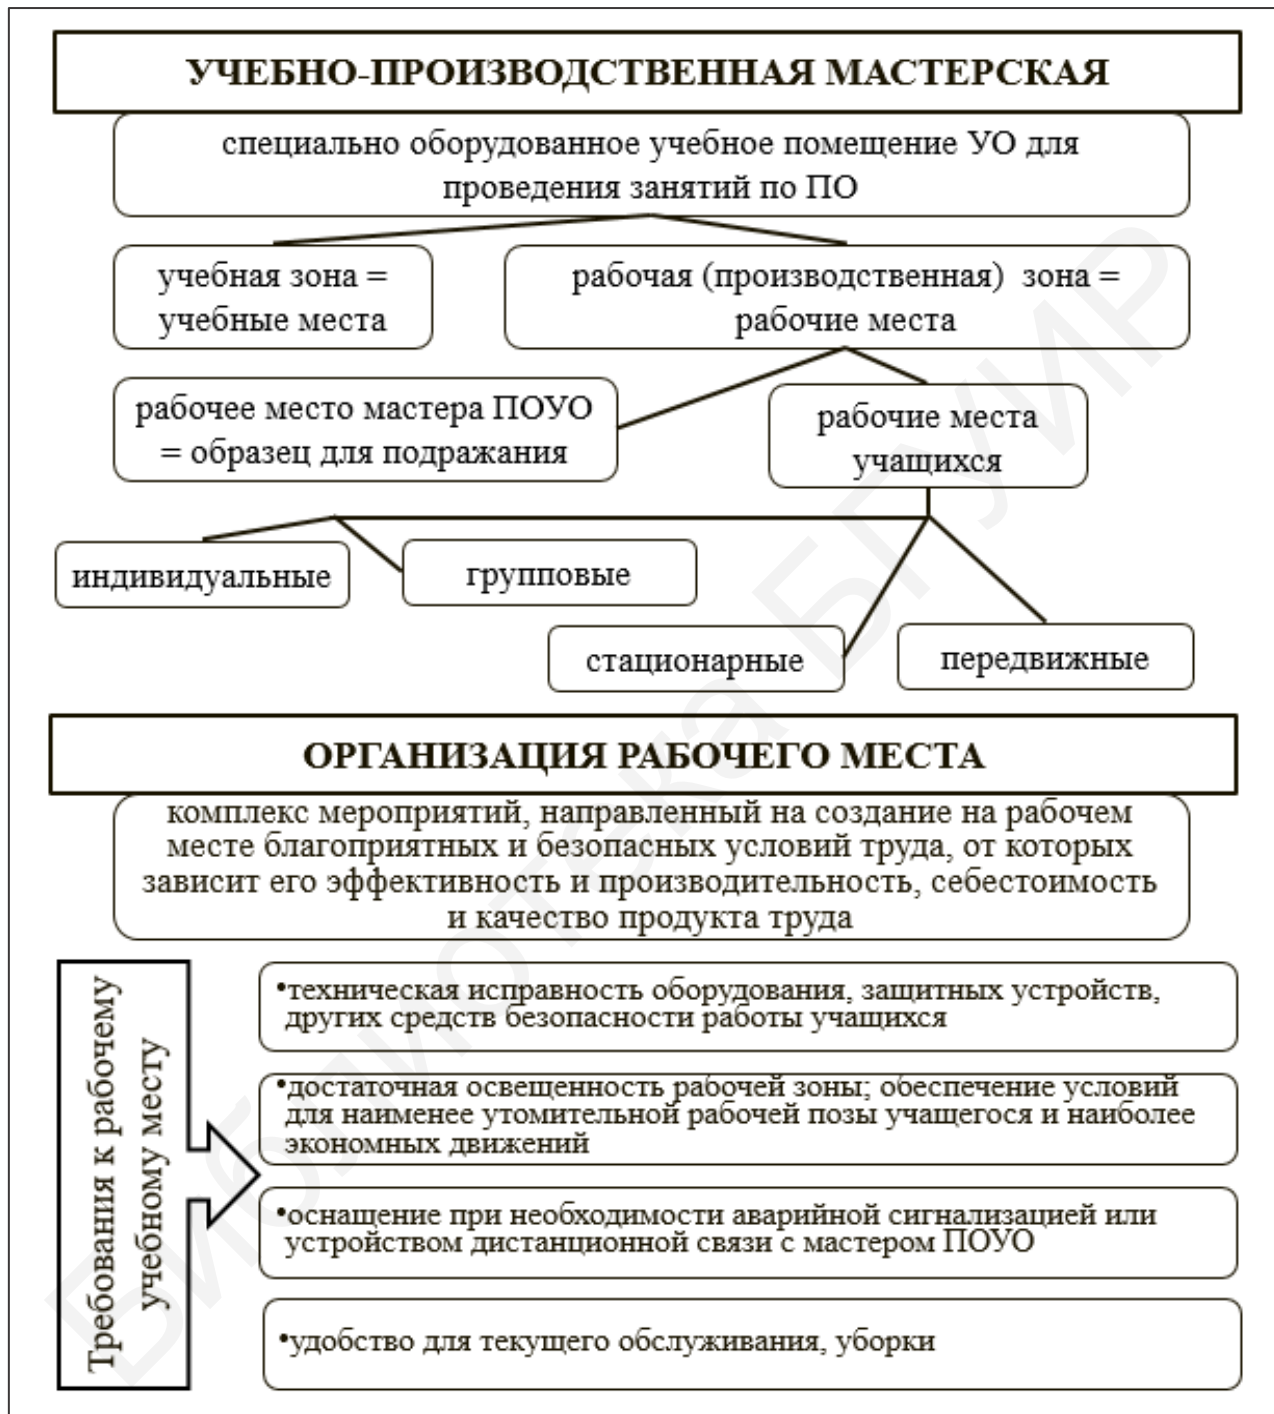 УЧЕБНО-ПРОИЗВОДСТВЕННАЯ МАСТЕРСКАЯ
специально оборудованное учебное помещение УО для
проведения занятий по ПО
учебная зона =
учебные места
рабочая (производственная) зона =
рабочие места
рабочее место мастера ПОУО
= образец для подражания
рабочие места
учащихся
индивидуальные
групповые
стационарные
передвижные
ОРГАНИЗАЦИЯ РАБОЧЕГО МЕСТА
комплекс мероприятий, направленный на создание на рабочем
месте благоприятных и безопасных условий труда, от которых
зависит его эффективность и производительность, себестоимость
и качество продукта труда
Требования к рабочему
учебному месту
•техническая исправность оборудования, защитных устройств,
других средств безопасности работы учащихся
•достаточная освещенность рабочей зоны; обеспечение условий
для наименее утомительной рабочей позы учащегося и наиболее
экономных движений
•оснащение при необходимости аварийной сигнализацией или
устройством дистанционной связи с мастером ПОУО
•удобство для текущего обслуживания, уборки
Библиотека БГУИР